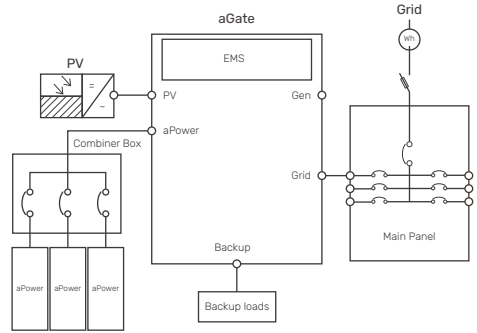 Grid
aGate
Wh
EMS
PV
=
~
PV
Gen
aPower
Combiner Box
Grid
Main Panel
Backup
aPower
aPower
aPower
Backup loads